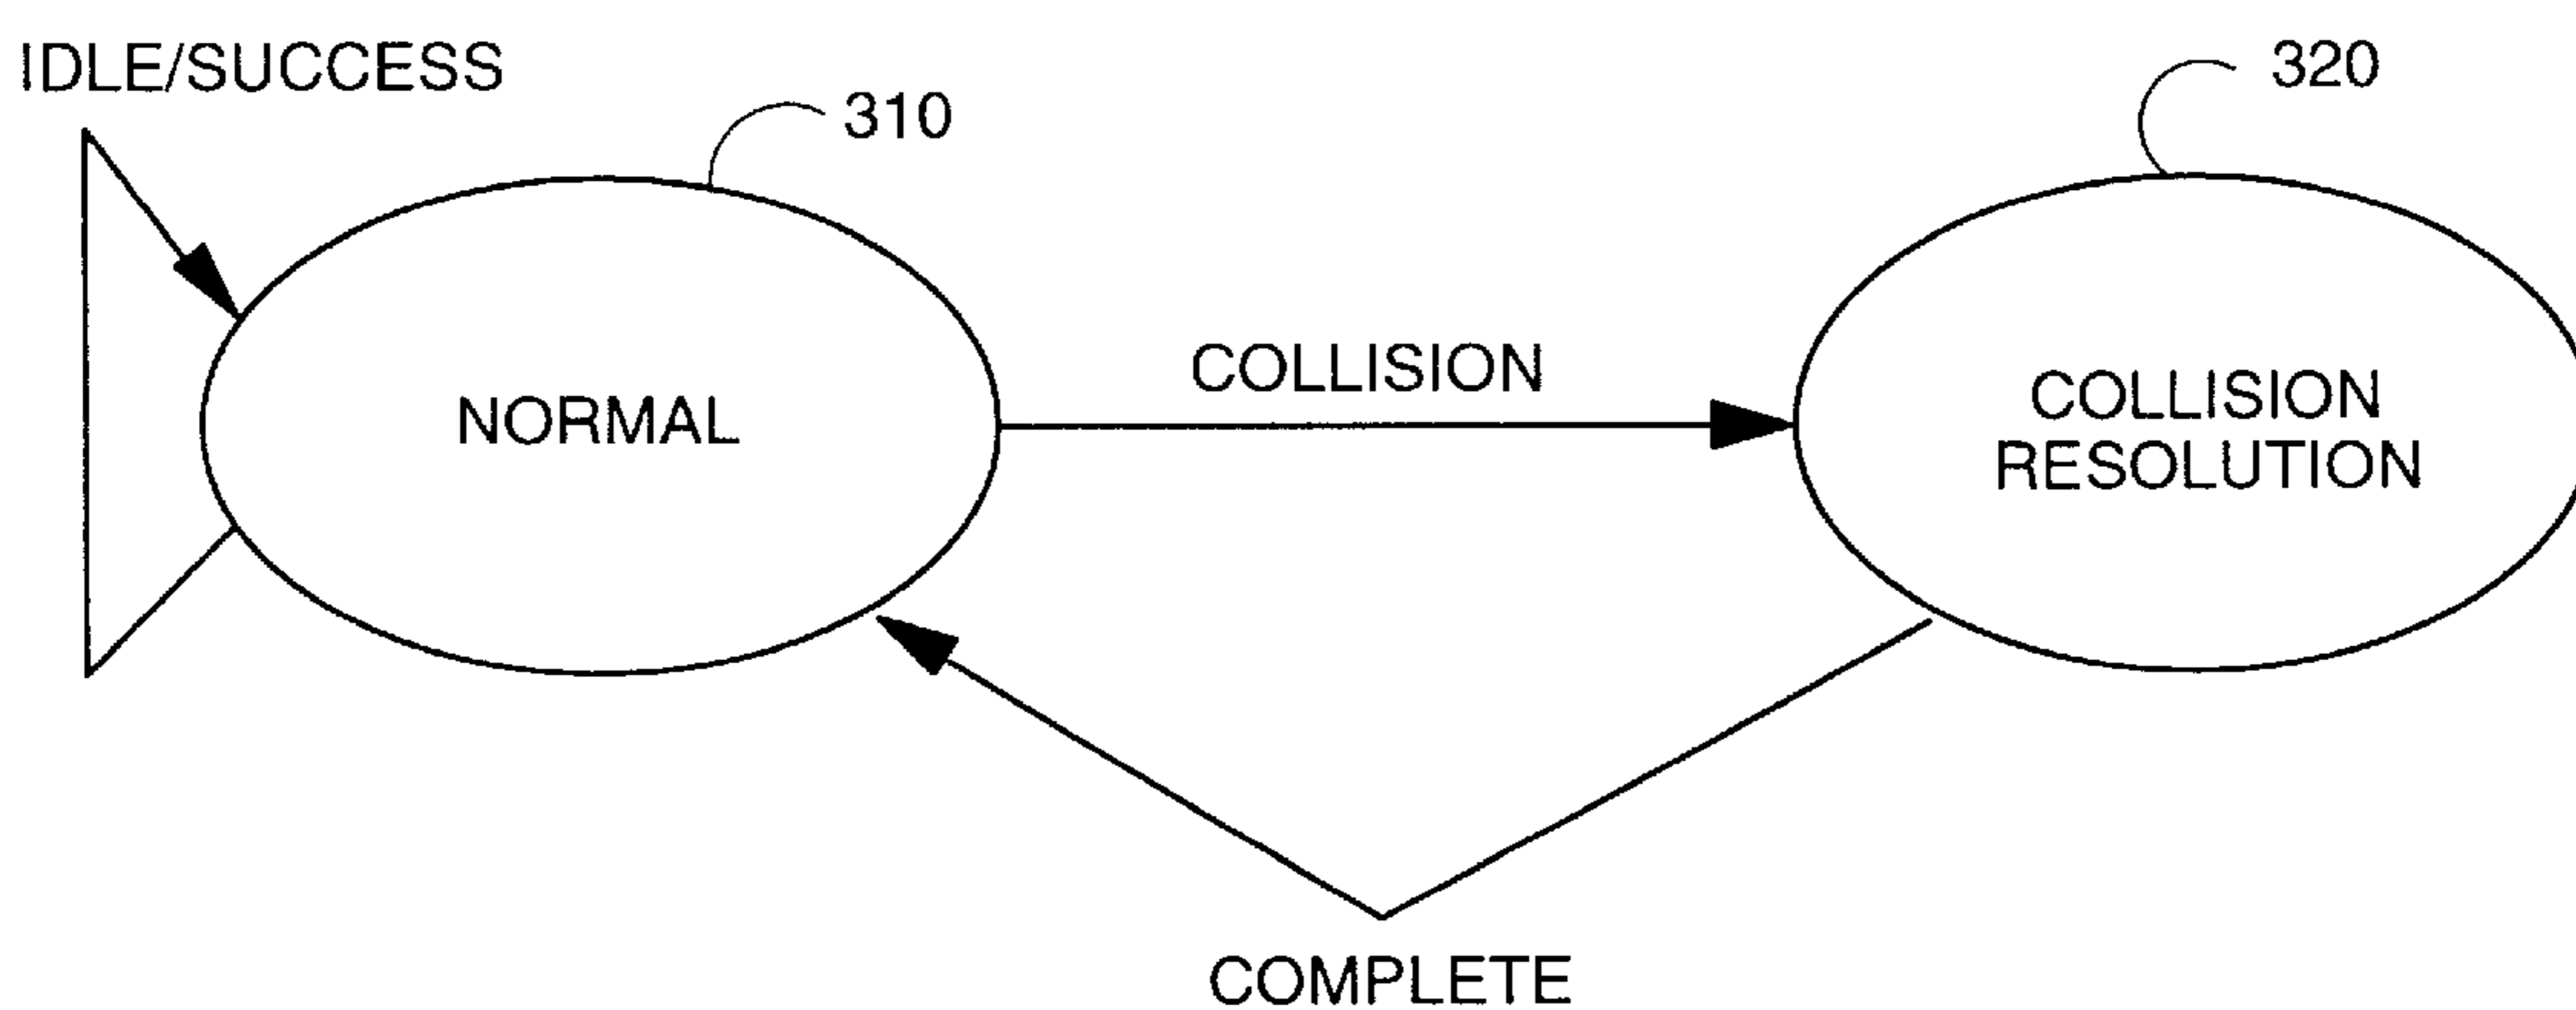 IDLE/SUCCESS
310
320
NORMAL
COLLISION
COLLISION
RESOLUTION
COMPLETE